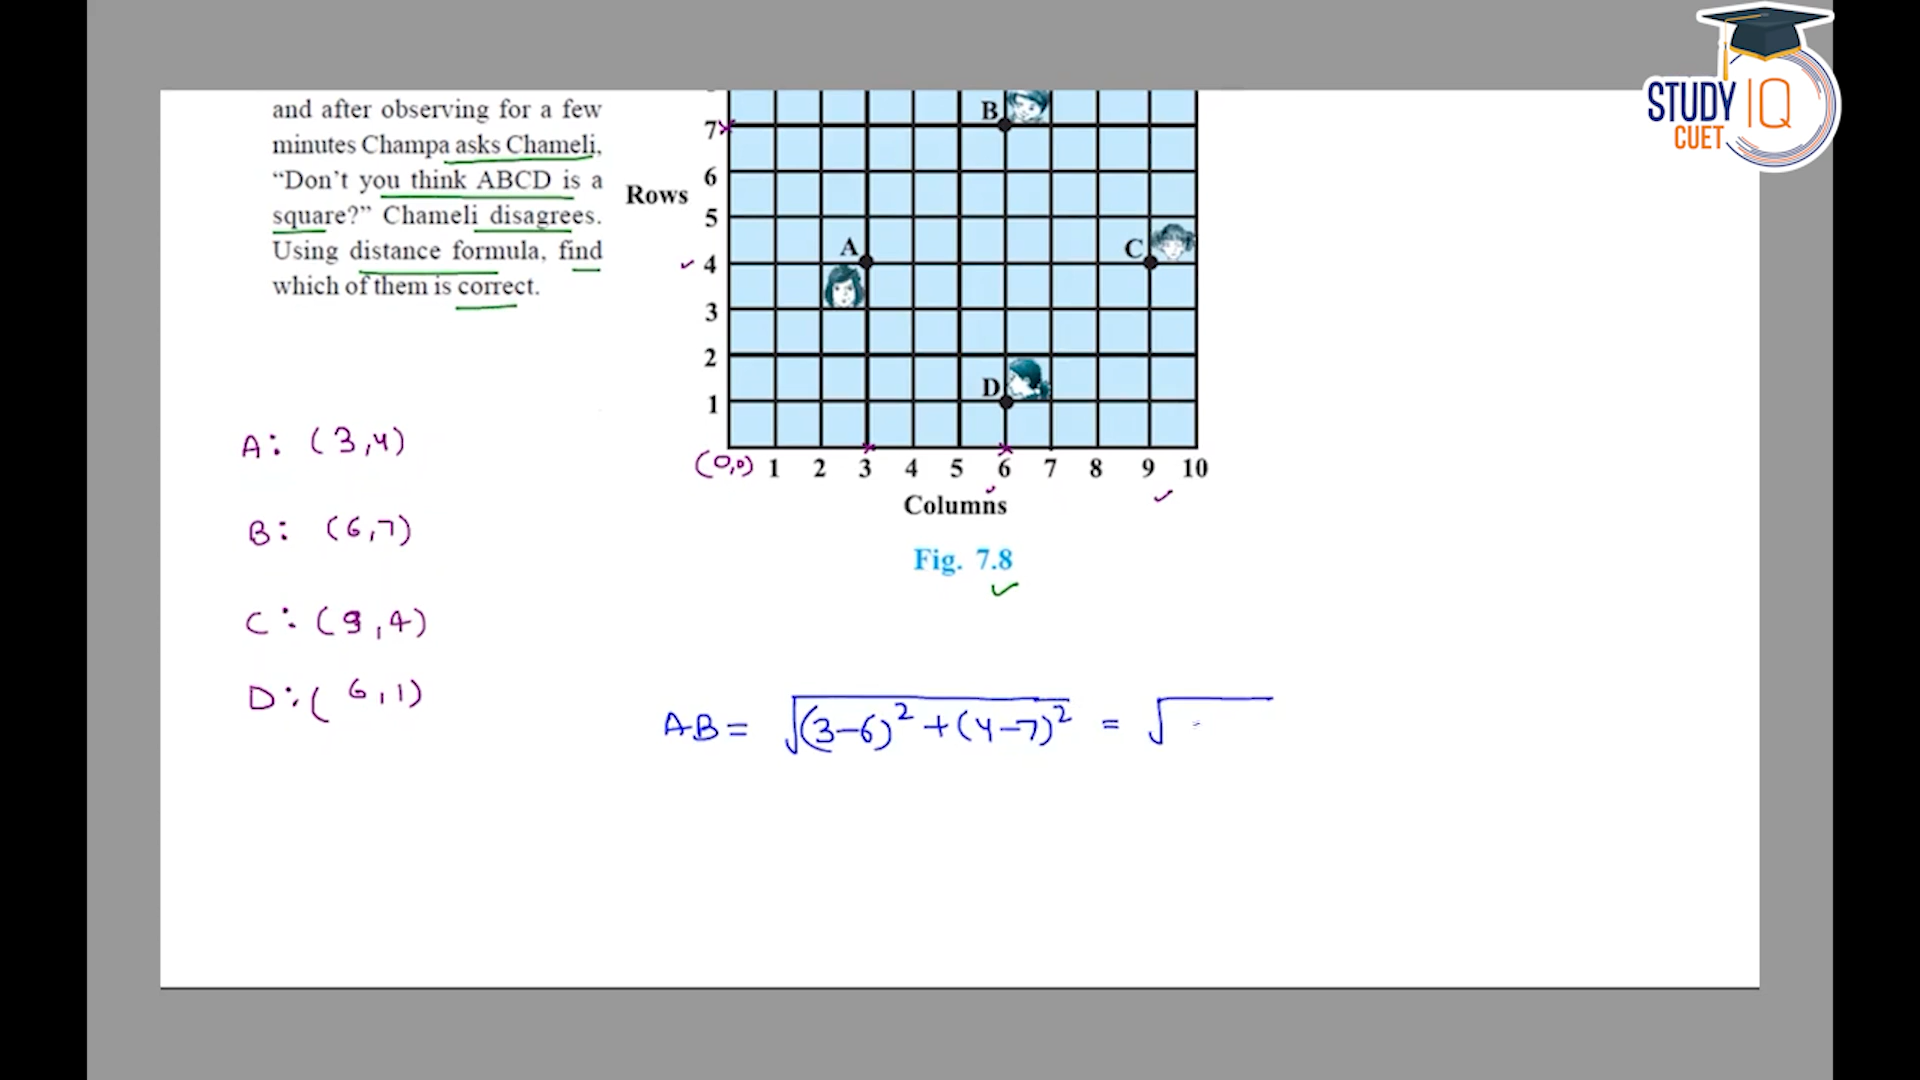 STUDY IQ
CUET
and after observing for a few
minutes Champa asks Chameli,
“Don’t you think ABCD is a
square?” Chameli disagrees.
Using distance formula, find
which of them is correct.
Rows
7
6
5
4
3
2
1
B
A
C
D
(0,0) 1 2 3 4 5 6 7 8 9 10
Columns
Fig. 7.8
A: (3,4)
B: (6,7)
C: (9,4)
D: (6,1)
AB = √(3-6)² + (4-7)² = √